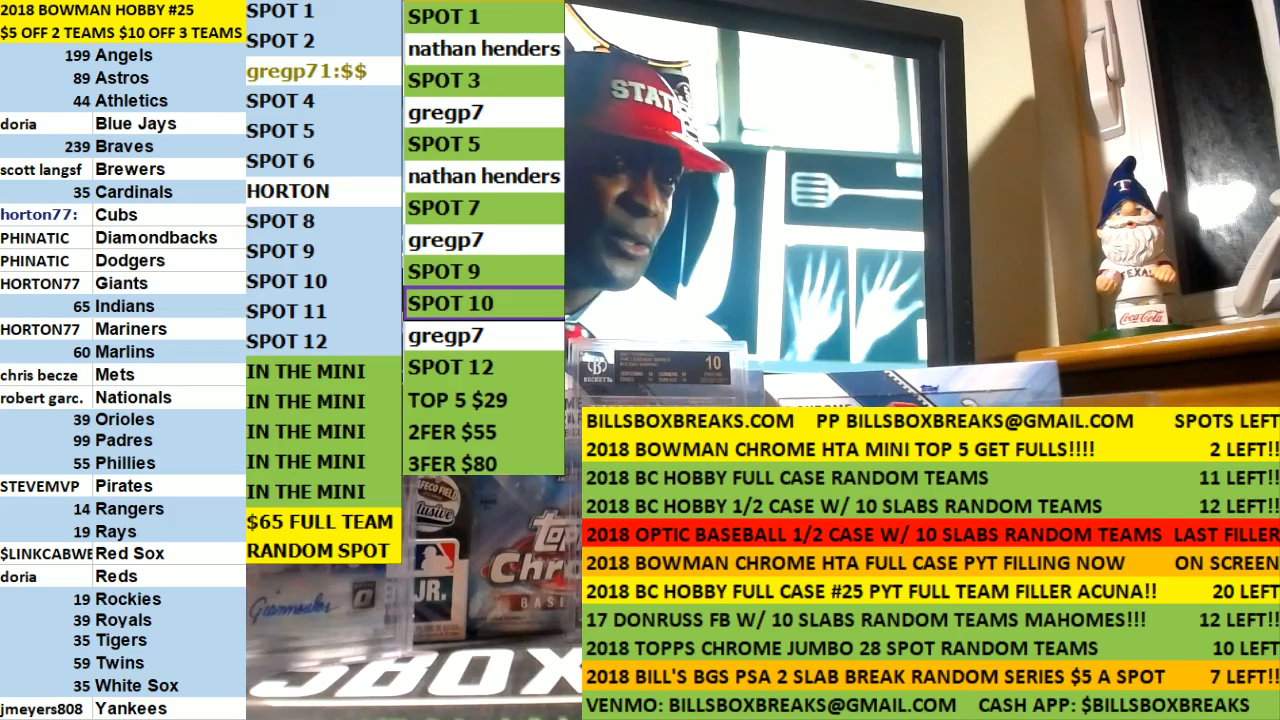 2018 BOWMAN HOBBY #25
$5 OFF 2 TEAMS $10 OFF 3 TEAMS
199 Angels
89 Astros
44 Athletics
doria Blue Jays
239 Braves
scott langsf Brewers
35 Cardinals
horton77: Cubs
PHINATIC Diamondbacks
PHINATIC Dodgers
HORTON77 Giants
65 Indians
HORTON77 Mariners
60 Marlins
chris becze Mets
robert garc. Nationals
39 Orioles
99 Padres
55 Phillies
STEVEMVP Pirates
14 Rangers
19 Rays
$LINKCABWE Red Sox
doria Reds
19 Rockies
39 Royals
35 Tigers
59 Twins
35 White Sox
jmeyers808 Yankees
SPOT 1
SPOT 2
gregp71:$$
SPOT 4
SPOT 5
SPOT 6
HORTON
SPOT 8
SPOT 9
SPOT 10
SPOT 11
SPOT 12
IN THE MINI
IN THE MINI
IN THE MINI
IN THE MINI
IN THE MINI
$65 FULL TEAM
RANDOM SPOT
SPOT 1
nathan henders
SPOT 3
gregp7
SPOT 5
nathan henders
SPOT 7
gregp7
SPOT 9
SPOT 10
gregp7
SPOT 12
TOP 5 $29
2FER $55
3FER $80
STAT
TEXAS
Coca-Cola
BECKETT
10
topps
BILLSBOXBREAKS.COM PP BILLSBOXBREAKS@GMAIL.COM SPOTS LEFT
2018 BOWMAN CHROME HTA MINI TOP 5 GET FULLS!!!! 2 LEFT!!
2018 BC HOBBY FULL CASE RANDOM TEAMS 11 LEFT!!
2018 BC HOBBY 1/2 CASE W/ 10 SLABS RANDOM TEAMS 12 LEFT!!
2018 OPTIC BASEBALL 1/2 CASE W/ 10 SLABS RANDOM TEAMS LAST FILLER
2018 BOWMAN CHROME HTA FULL CASE PYT FILLING NOW ON SCREEN
2018 BC HOBBY FULL CASE #25 PYT FULL TEAM FILLER ACUNA!! 20 LEFT
17 DONRUSS FB W/ 10 SLABS RANDOM TEAMS MAHOMES!!! 12 LEFT!!
2018 TOPPS CHROME JUMBO 28 SPOT RANDOM TEAMS 10 LEFT!!
2018 BILL'S BGS PSA 2 SLAB BREAK RANDOM SERIES $5 A SPOT 7 LEFT!!
VENMO: BILLSBOXBREAKS@GMAIL.COM CASH APP: $BILLSBOXBREAKS
JR.
Chro
BASE
SBOX